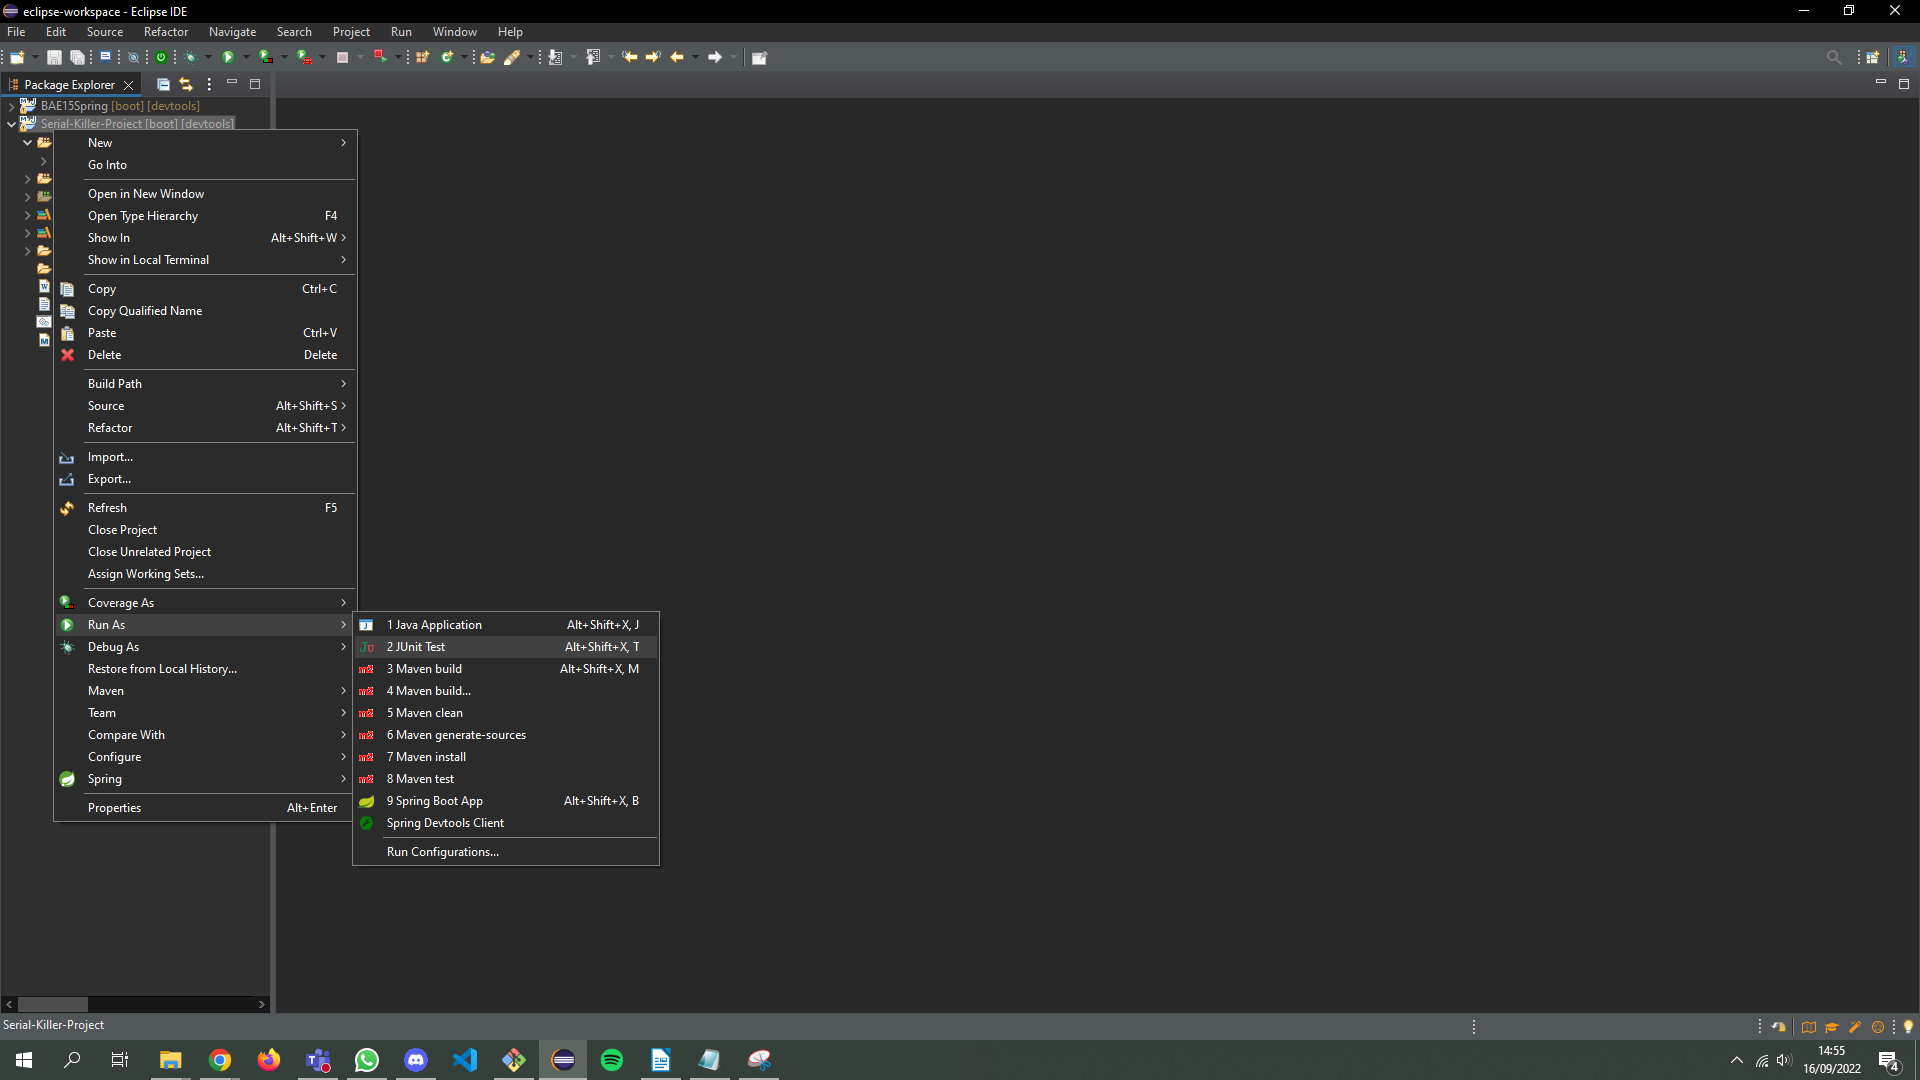 eclipse-workspace - Eclipse IDE
File Edit Source Refactor Navigate Search Project Run Window Help
Package Explorer
BAE15Spring [boot] [devtools]
Serial-Killer-Project [boot] [devtools]
New
Go Into
Open in New Window
Open Type Hierarchy F4
Show In Alt+Shift+W
Show in Local Terminal
Copy Ctrl+C
Copy Qualified Name
Paste Ctrl+V
Delete Delete
Build Path
Source Alt+Shift+S
Refactor Alt+Shift+T
Import...
Export...
Refresh F5
Close Project
Close Unrelated Project
Assign Working Sets...
Coverage As
Run As
Debug As
Restore from Local History...
Maven
Team
Compare With
Configure
Spring
Properties Alt+Enter
1 Java Application Alt+Shift+X, J
2 JUnit Test Alt+Shift+X, T
3 Maven build Alt+Shift+X, M
4 Maven build...
5 Maven clean
6 Maven generate-sources
7 Maven install
8 Maven test
9 Spring Boot App Alt+Shift+X, B
Spring Devtools Client
Run Configurations...
Serial-Killer-Project
14:55
16/09/2022
4